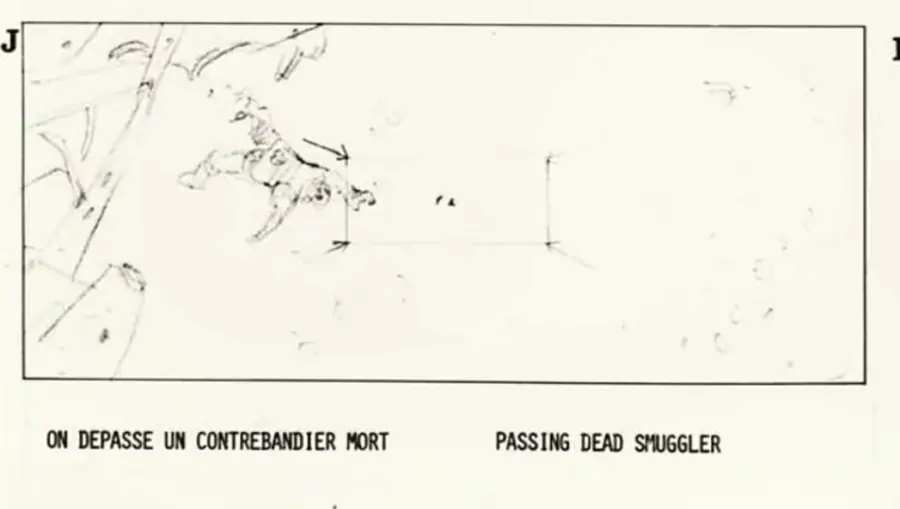 J
ON DEPASSE UN CONTREBANDIER MORT
PASSING DEAD SMUGGLER